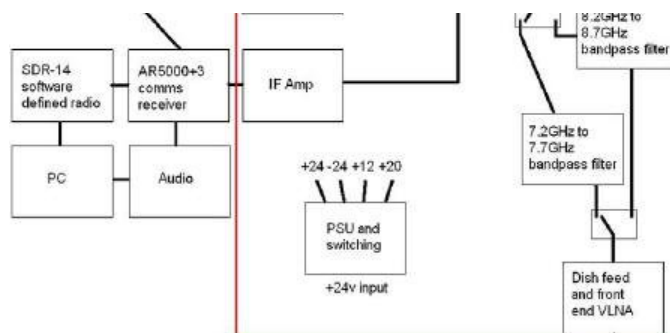 8.2GHz to
8.7GHz
bandpass filter
SDR-14
software
defined radio
AR5000+3
comms
receiver
IF Amp
7.2GHz to
7.7GHz
bandpass filter
PC
Audio
+24 -24 +12 +20
PSU and
switching
+24v input
Dish feed
and front
end VLNA